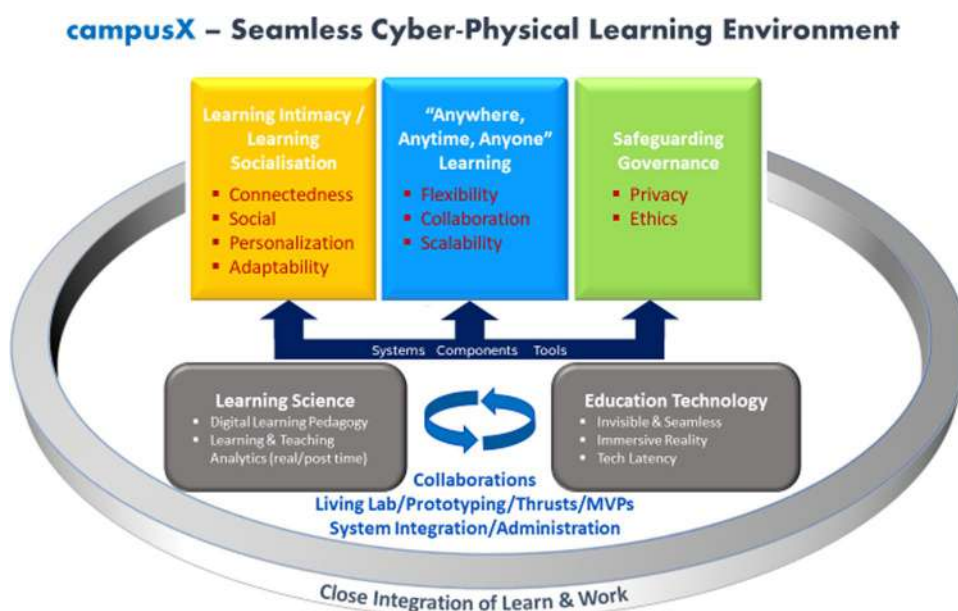 campusX – Seamless Cyber-Physical Learning Environment
Learning Intimacy /
Learning
Socialisation
▪ Connectedness
▪ Social
▪ Personalization
▪ Adaptability
“Anywhere,
Anytime, Anyone”
Learning
▪ Flexibility
▪ Collaboration
▪ Scalability
Safeguarding
Governance
▪ Privacy
▪ Ethics
Systems Components Tools
Learning Science
▪ Digital Learning Pedagogy
▪ Learning & Teaching
Analytics (real/post time)
Education Technology
▪ Invisible & Seamless
▪ Immersive Reality
▪ Tech Latency
Collaborations
Living Lab/Prototyping/Thrusts/MVPs
System Integration/Administration
Close Integration of Learn & Work